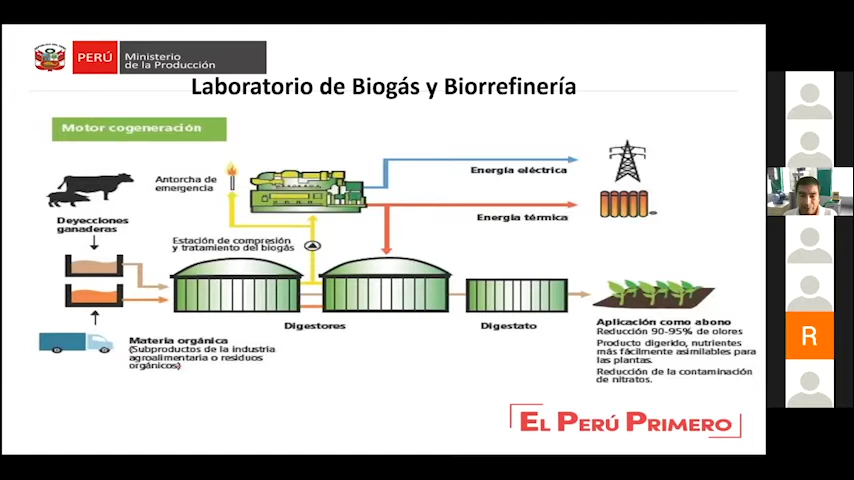 PERÚ
Ministerio
de la Producción
Laboratorio de Biogás y Biorrefinería
Motor cogeneración
Antorcha de
emergencia
Energía eléctrica
Deyecciones
ganaderas
Energía térmica
Estación de compresión
y tratamiento del biogás
Digestores
Digestato
Materia orgánica
(Subproductos de la industria
agroalimentaria o residuos
orgánicos)
Aplicación como abono
Reducción 90-95% de olores
Producto digerido, nutrientes
más fácilmente asimilables para
las plantas.
Reducción de la contaminación
de nitratos.
EL PERÚ PRIMERO
R